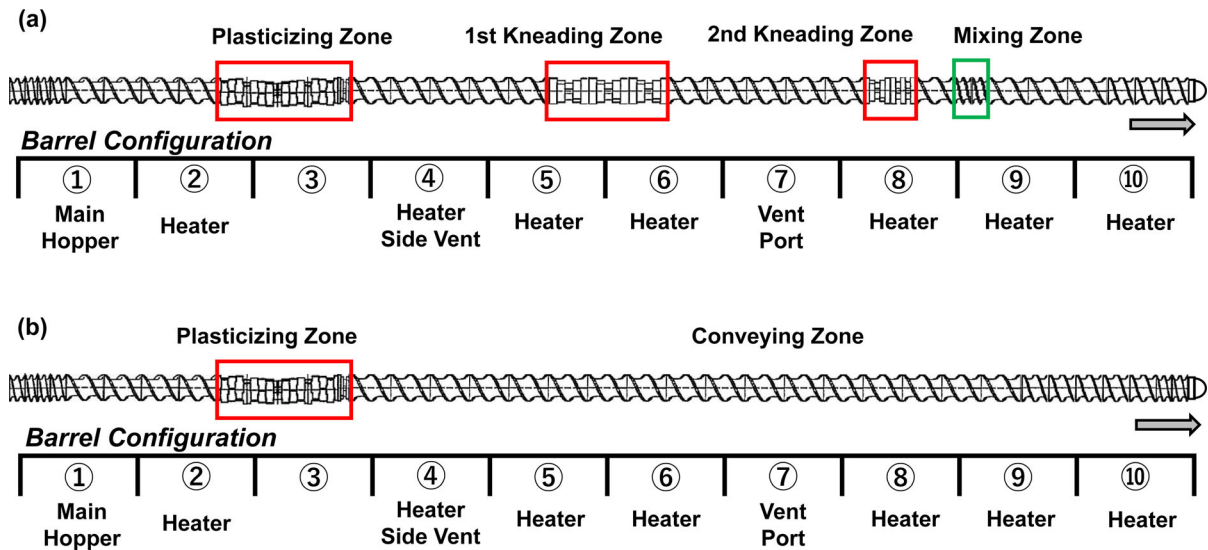 (a)
Plasticizing Zone 1st Kneading Zone 2nd Kneading Zone Mixing Zone
Barrel Configuration
① ② ③ ④ ⑤ ⑥ ⑦ ⑧ ⑨ ⑩
Main Hopper Heater Heater Side Vent Heater Heater Vent Port Heater Heater Heater
(b)
Plasticizing Zone Conveying Zone
Barrel Configuration
① ② ③ ④ ⑤ ⑥ ⑦ ⑧ ⑨ ⑩
Main Hopper Heater Heater Side Vent Heater Heater Vent Port Heater Heater Heater